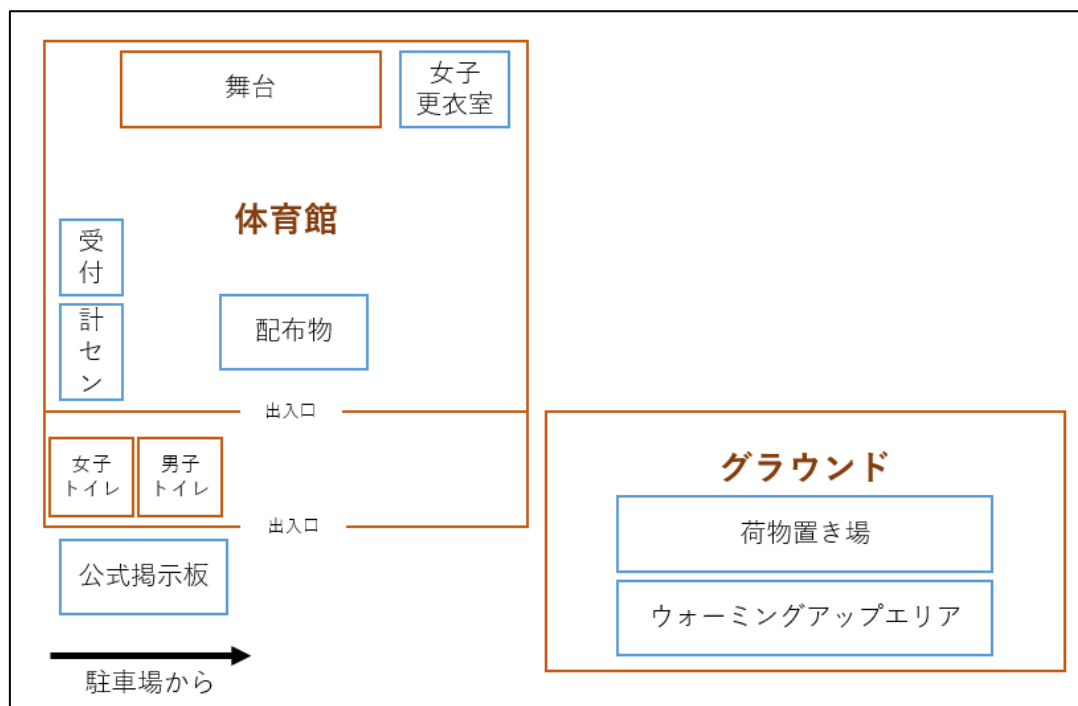 舞台
女子
更衣室
体育館
受
付
計
セ
ン
配布物
出入口
女子
トイレ
男子
トイレ
出入口
公式掲示板
駐車場から
グラウンド
荷物置き場
ウォーミングアップエリア